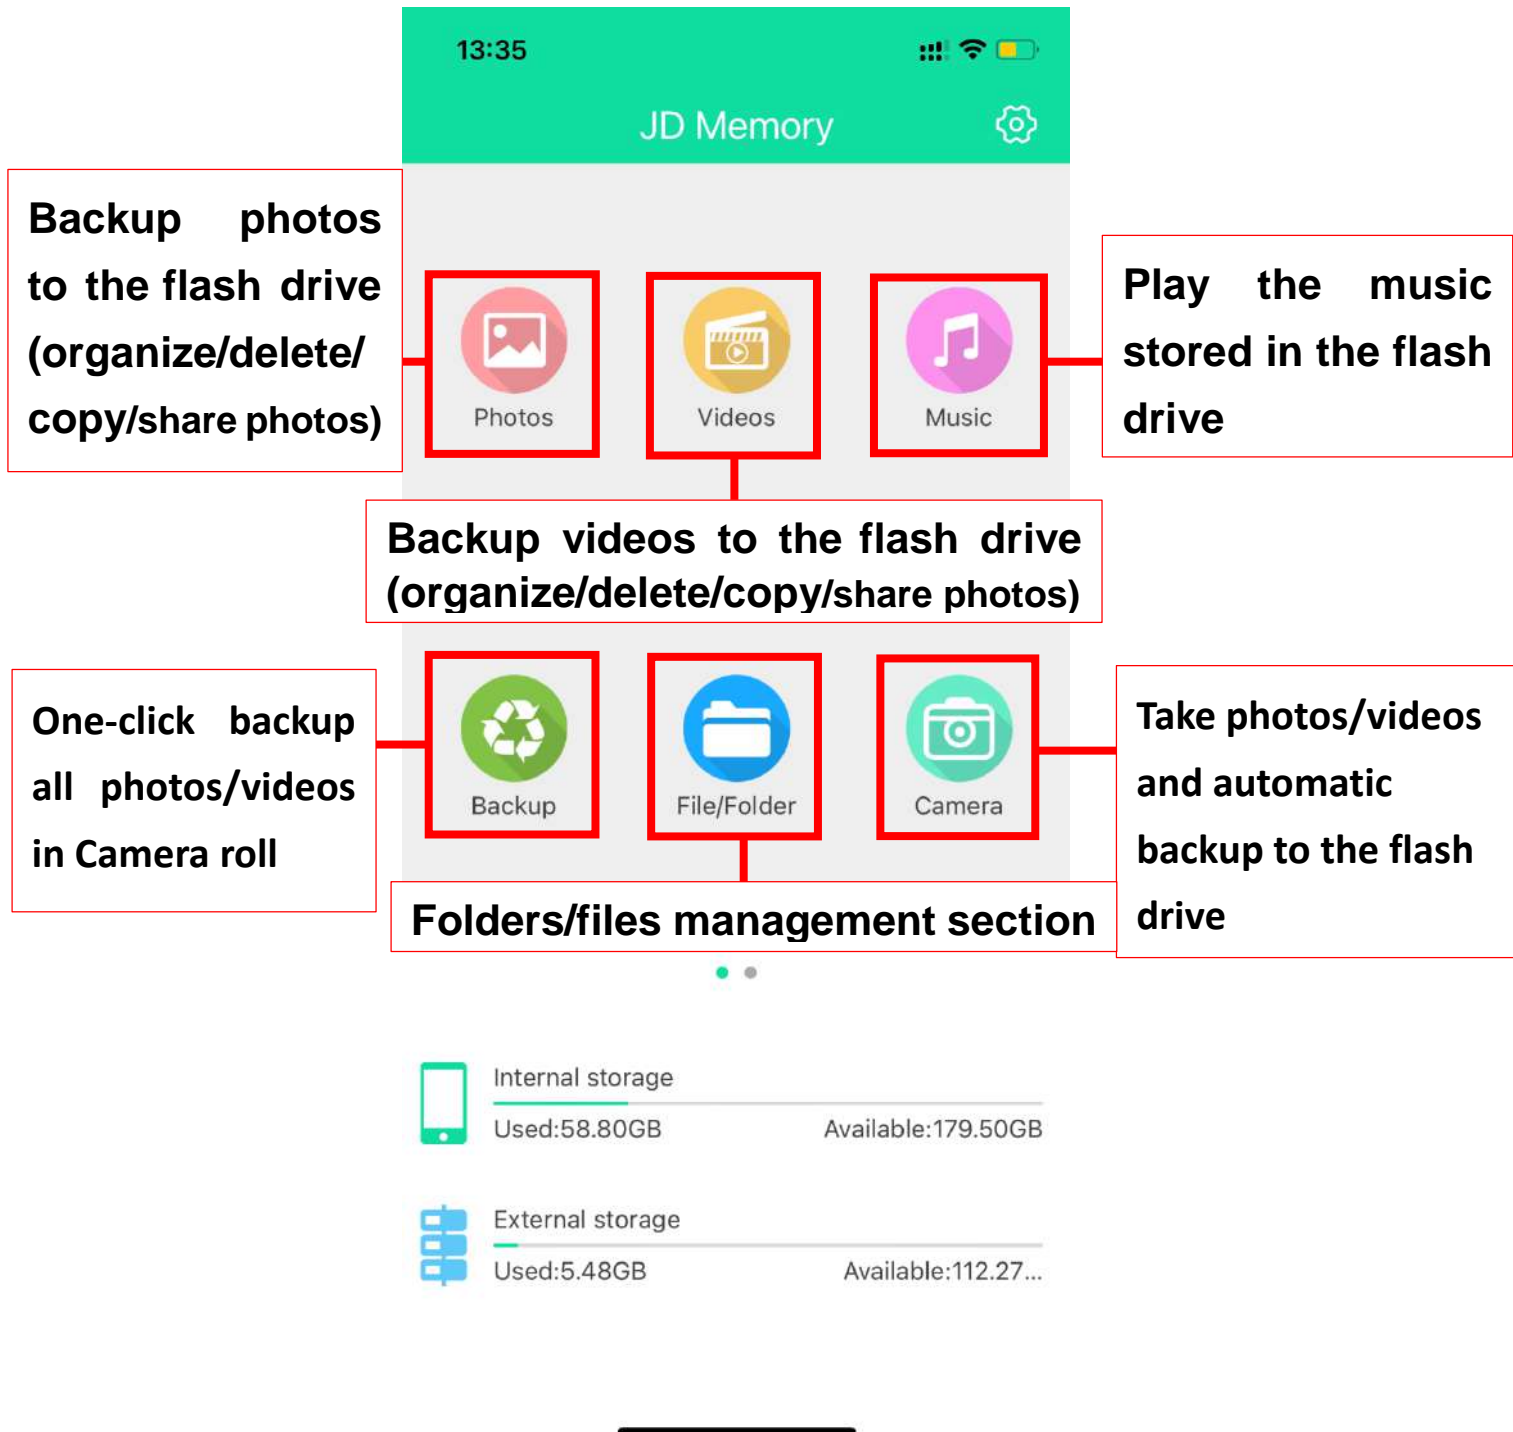 13:35
JD Memory
Backup photos
to the flash drive
(organize/delete/
copy/share photos)
Photos
Videos
Music
Play the music
stored in the flash
drive
Backup videos to the flash drive
(organize/delete/copy/share photos)
One-click backup
all photos/videos
in Camera roll
Backup
File/Folder
Camera
Take photos/videos
and automatic
backup to the flash
drive
Folders/files management section
Internal storage
Used:58.80GB Available:179.50GB
External storage
Used:5.48GB Available:112.27...